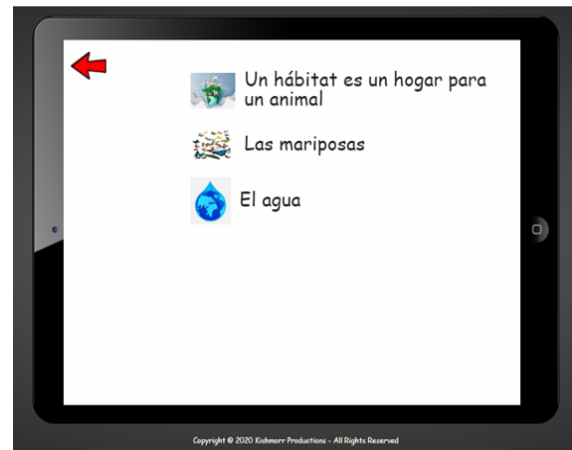 Un hábitat es un hogar para
un animal
Las mariposas
El agua
Copyright © 2020 Kishmorr Productions - All Rights Reserved